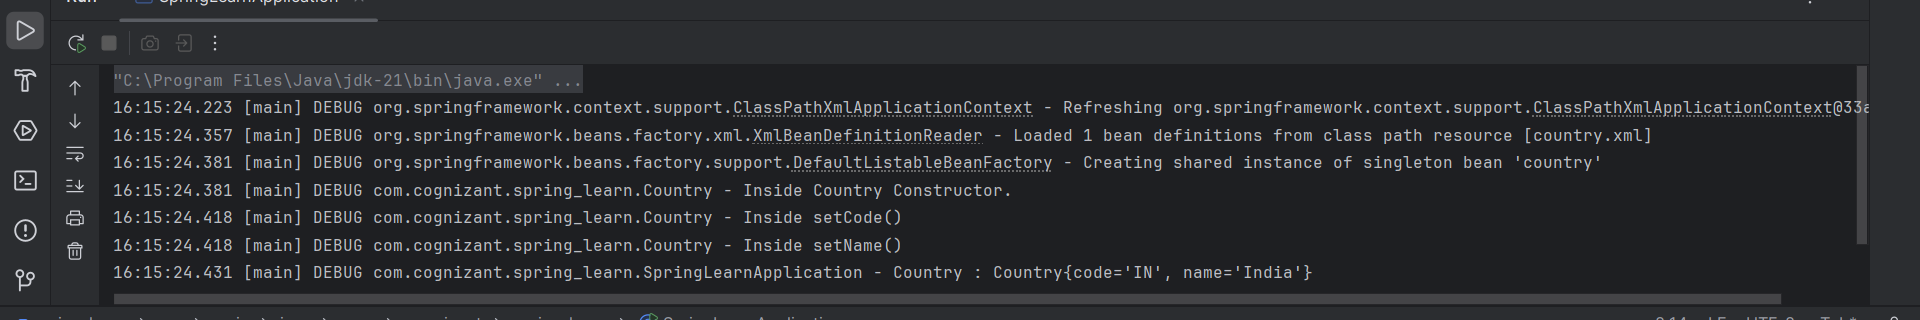 "C:\Program Files\Java\jdk-21\bin\java.exe" ...
16:15:24.223 [main] DEBUG org.springframework.context.support.ClassPathXmlApplicationContext - Refreshing org.springframework.context.support.ClassPathXmlApplicationContext@33a
16:15:24.357 [main] DEBUG org.springframework.beans.factory.xml.XmlBeanDefinitionReader - Loaded 1 bean definitions from class path resource [country.xml]
16:15:24.381 [main] DEBUG org.springframework.beans.factory.support.DefaultListableBeanFactory - Creating shared instance of singleton bean 'country'
16:15:24.381 [main] DEBUG com.cognizant.spring_learn.Country - Inside Country Constructor.
16:15:24.418 [main] DEBUG com.cognizant.spring_learn.Country - Inside setCode()
16:15:24.418 [main] DEBUG com.cognizant.spring_learn.Country - Inside setName()
16:15:24.431 [main] DEBUG com.cognizant.spring_learn.SpringLearnApplication - Country : Country{code='IN', name='India'}